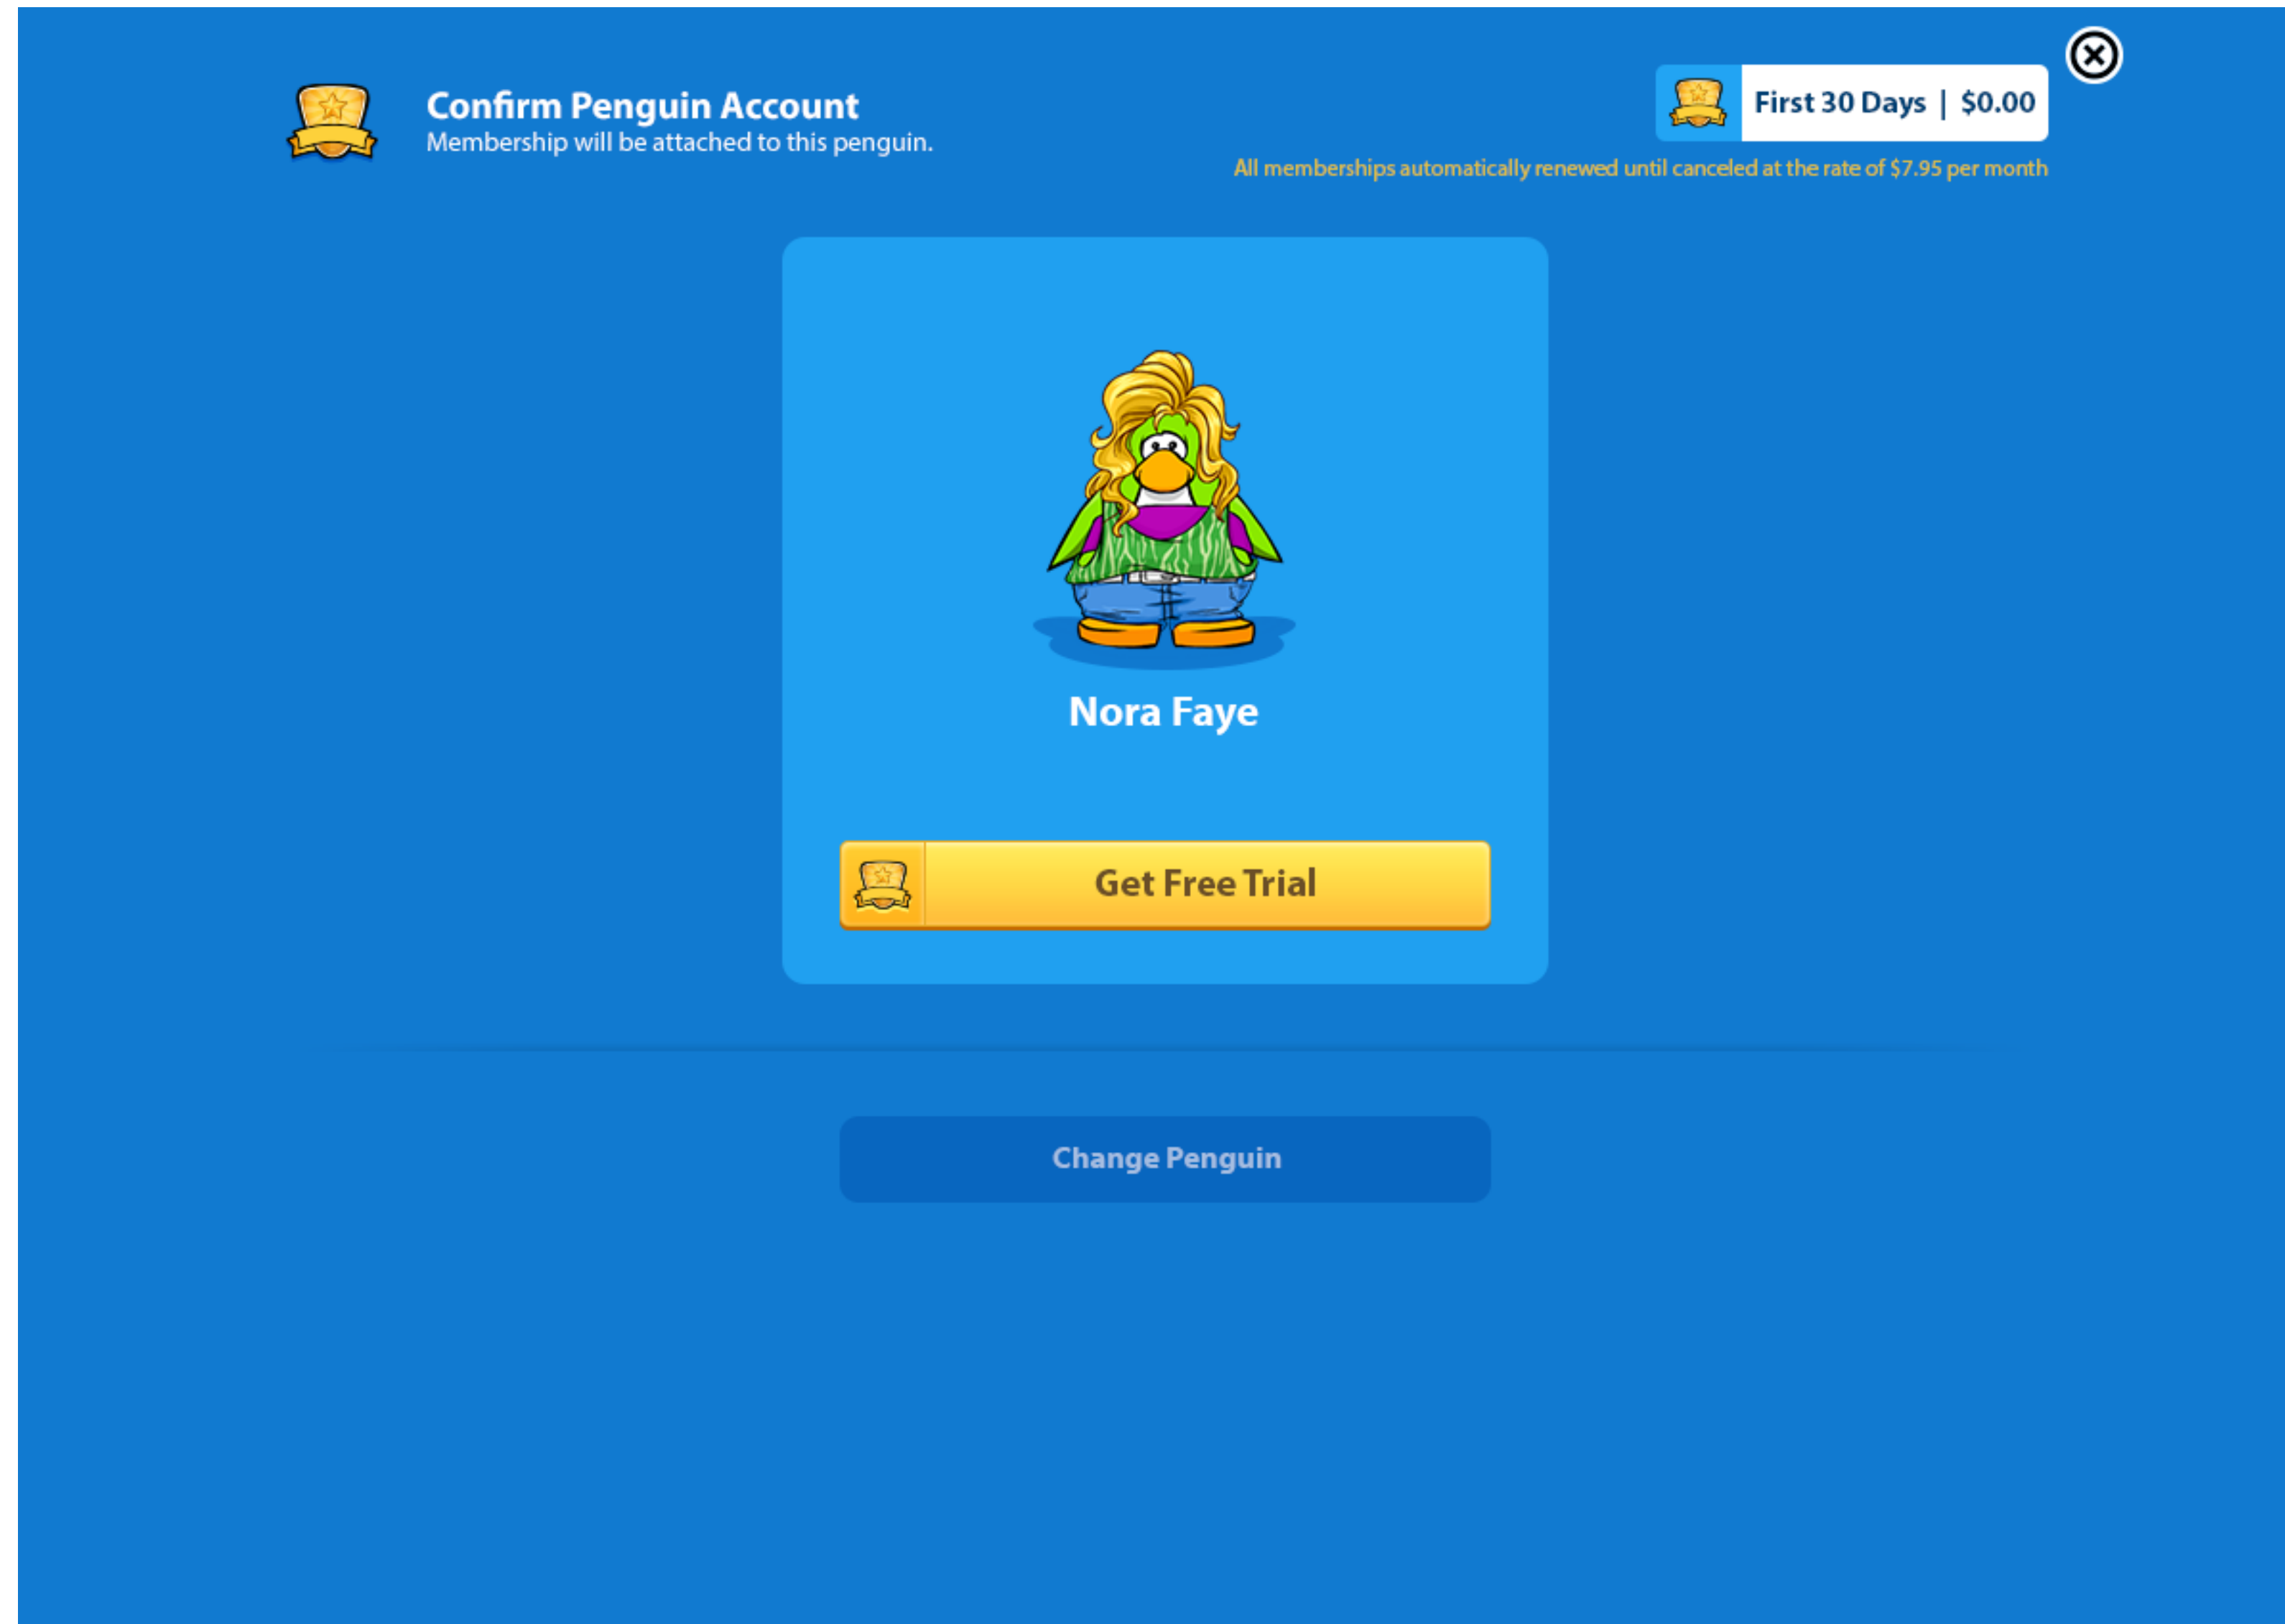 Confirm Penguin Account
Membership will be attached to this penguin.
First 30 Days | $0.00
All memberships automatically renewed until canceled at the rate of $7.95 per month
Nora Faye
Get Free Trial
Change Penguin